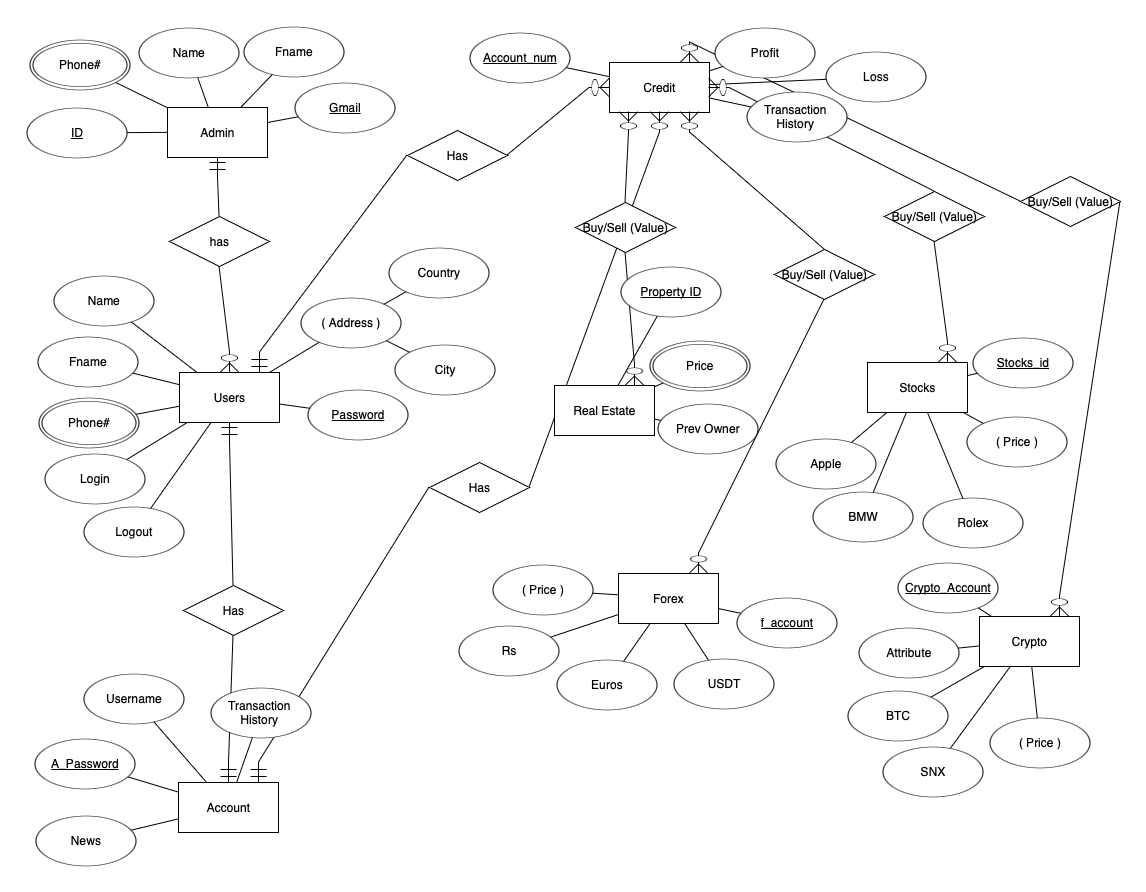 Phone#
Name
Fname
ID
Admin
Gmail
Account_num
Credit
Profit
Loss
Transaction
History
Has
has
Buy/Sell (Value)
Buy/Sell (Value)
Buy/Sell (Value)
Buy/Sell (Value)
Name
Country
( Address )
Fname
City
Phone#
Users
Password
Login
Logout
Property ID
Price
Real Estate
Prev Owner
Stocks_id
Stocks
( Price )
Apple
BMW
Rolex
Has
Has
( Price )
Forex
f_account
Rs
Euros
USDT
Crypto_Account
Crypto
Attribute
BTC
( Price )
SNX
Username
Transaction
History
A_Password
Account
News